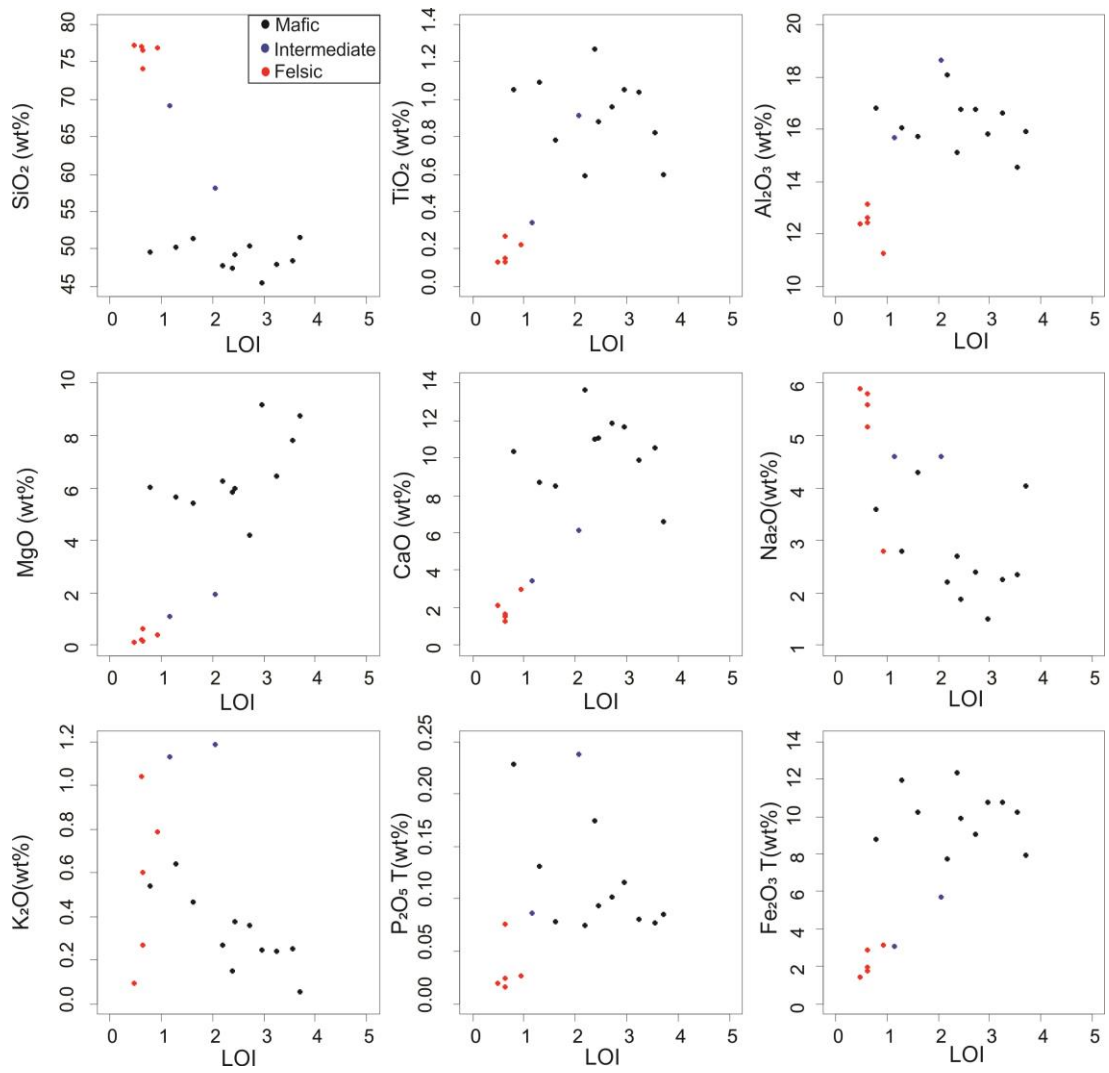 SiO₂ (wt%)
80
75
70
65
60
55
50
45
Mafic
Intermediate
Felsic
0 1 2 3 4 5
LOI
TiO₂ (wt%)
1.4
1.2
1.0
0.8
0.6
0.4
0.2
0.0
0 1 2 3 4 5
LOI
Al₂O₃ (wt%)
20
18
16
14
12
10
0 1 2 3 4 5
LOI
MgO (wt%)
10
8
6
4
2
0
0 1 2 3 4 5
LOI
CaO (wt%)
14
12
10
8
6
4
2
0
0 1 2 3 4 5
LOI
Na₂O(wt%)
6
5
4
3
2
1
0 1 2 3 4 5
LOI
K₂O(wt%)
1.2
1.0
0.8
0.6
0.4
0.2
0.0
0 1 2 3 4 5
LOI
P₂O₅ T(wt%)
0.25
0.20
0.15
0.10
0.05
0.00
0 1 2 3 4 5
LOI
Fe₂O₃ T(wt%)
14
12
10
8
6
4
2
0
0 1 2 3 4 5
LOI